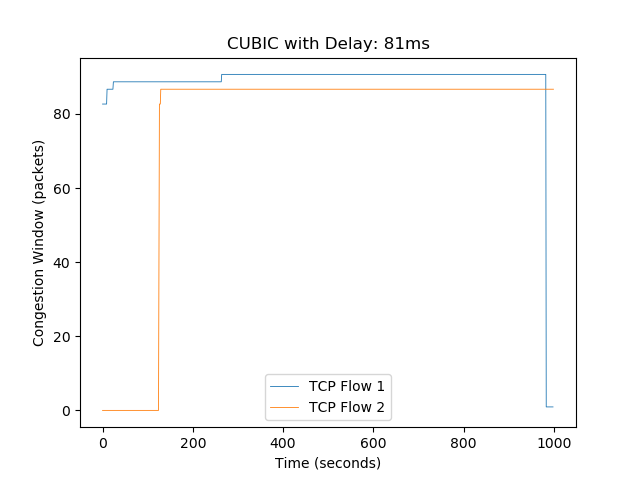 CUBIC with Delay: 81ms
Congestion Window (packets)
80
60
40
20
0
TCP Flow 1
TCP Flow 2
0 200 400 600 800 1000
Time (seconds)